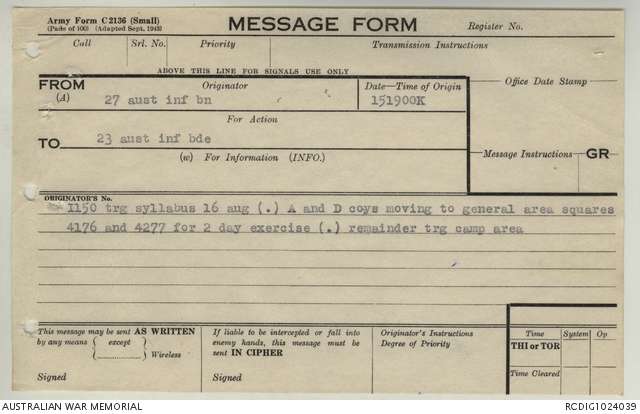 Army Form C2136 (Small)
(Pads of 100) (Adapted Sept. 1943)
MESSAGE FORM
Register No.
Call Srl. No. Priority Transmission Instructions
ABOVE THIS LINE FOR SIGNALS USE ONLY
FROM
(A)
Originator
27 aust inf bn
Date—Time of Origin
151900K
Office Date Stamp
For Action
TO
23 aust inf bde
(w) For Information (INFO.)
Message Instructions GR
ORIGINATOR'S No.
I150 trg syllabus 16 aug (.) A and D coys moving to general area squares
4176 and 4277 for 2 day exercise (.) remainder trg camp area
This message may be sent AS WRITTEN
by any means ( except )
(..............) Wireless
Signed
If liable to be intercepted or fall into
enemy hands, this message must be
sent IN CIPHER
Signed
Originator's Instructions
Degree of Priority
Time System Op
THI or TOR
Time Cleared
AUSTRALIAN WAR MEMORIAL
RCDIG1024039